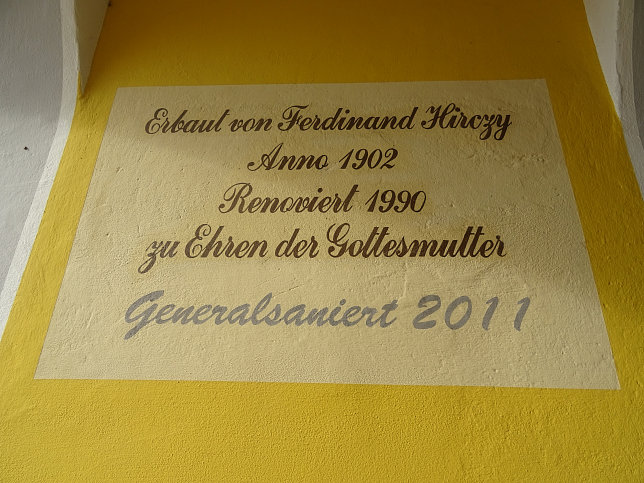 Erbaut von Ferdinand Hirczy
Anno 1902
Renoviert 1990
zu Ehren der Gottesmutter
Generalsaniert 2011